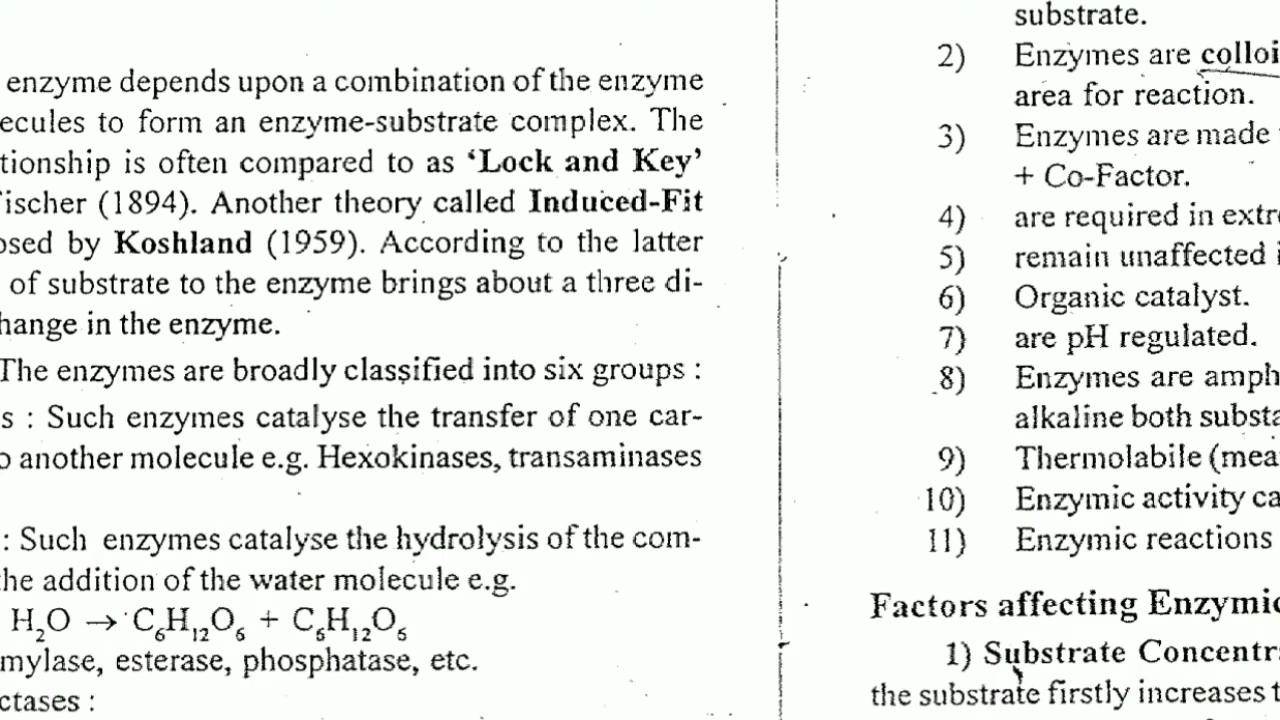 enzyme depends upon a combination of the enzyme
ecules to form an enzyme-substrate complex. The
tionship is often compared to as ‘Lock and Key’
ischer (1894). Another theory called Induced-Fit
osed by Koshland (1959). According to the latter
of substrate to the enzyme brings about a three di-
hange in the enzyme.
The enzymes are broadly classified into six groups :
s : Such enzymes catalyse the transfer of one car-
o another molecule e.g. Hexokinases, transaminases
: Such enzymes catalyse the hydrolysis of the com-
he addition of the water molecule e.g.
H₂O → C₆H₁₂O₆ + C₆H₁₂O₆
mylase, esterase, phosphatase, etc.
ctases :
substrate.
2) Enzymes are colloi
area for reaction.
3) Enzymes are made
+ Co-Factor.
4) are required in extr
5) remain unaffected i
6) Organic catalyst.
7) are pH regulated.
8) Enzymes are amph
alkaline both substa
9) Thermolabile (mea
10) Enzymic activity ca
11) Enzymic reactions
Factors affecting Enzymic
1) Substrate Concentr
the substrate firstly increases t